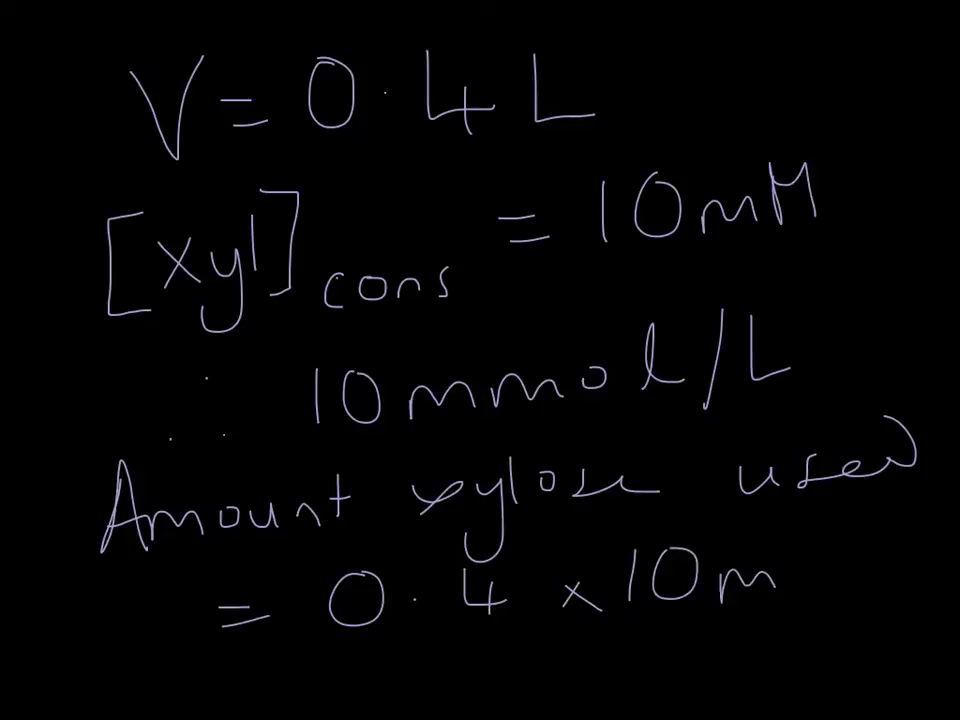 V = 0.4 L
[xyl]cons = 10mM
∴ 10mmol/L
Amount xylose used
= 0.4 x 10m